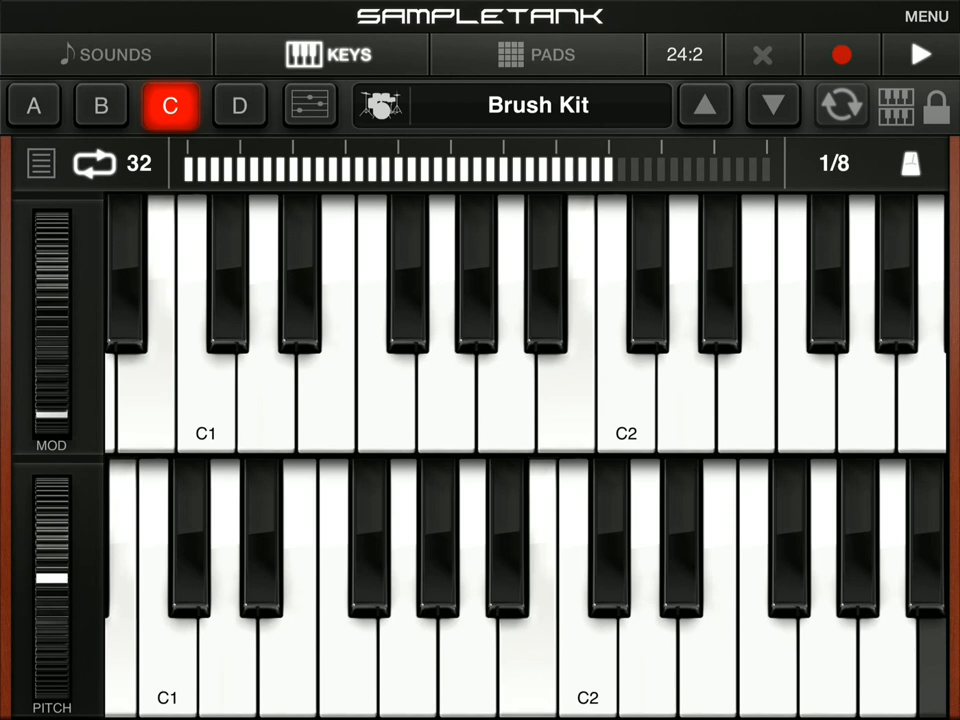 SAMPLETANK
MENU
SOUNDS
KEYS
PADS
24:2
A
B
C
D
Brush Kit
32
1/8
MOD
C1
C2
PITCH
C1
C2